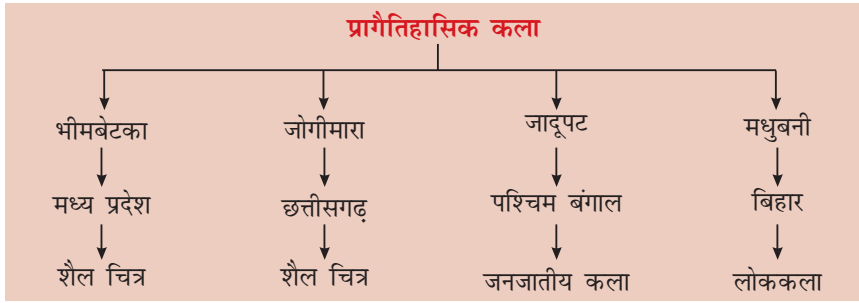 प्रागैतिहासिक कला
भीमबेटका जोगीमारा जादूपट मधुबनी
मध्य प्रदेश छत्तीसगढ़ पश्चिम बंगाल बिहार
शैल चित्र शैल चित्र जनजातीय कला लोककला